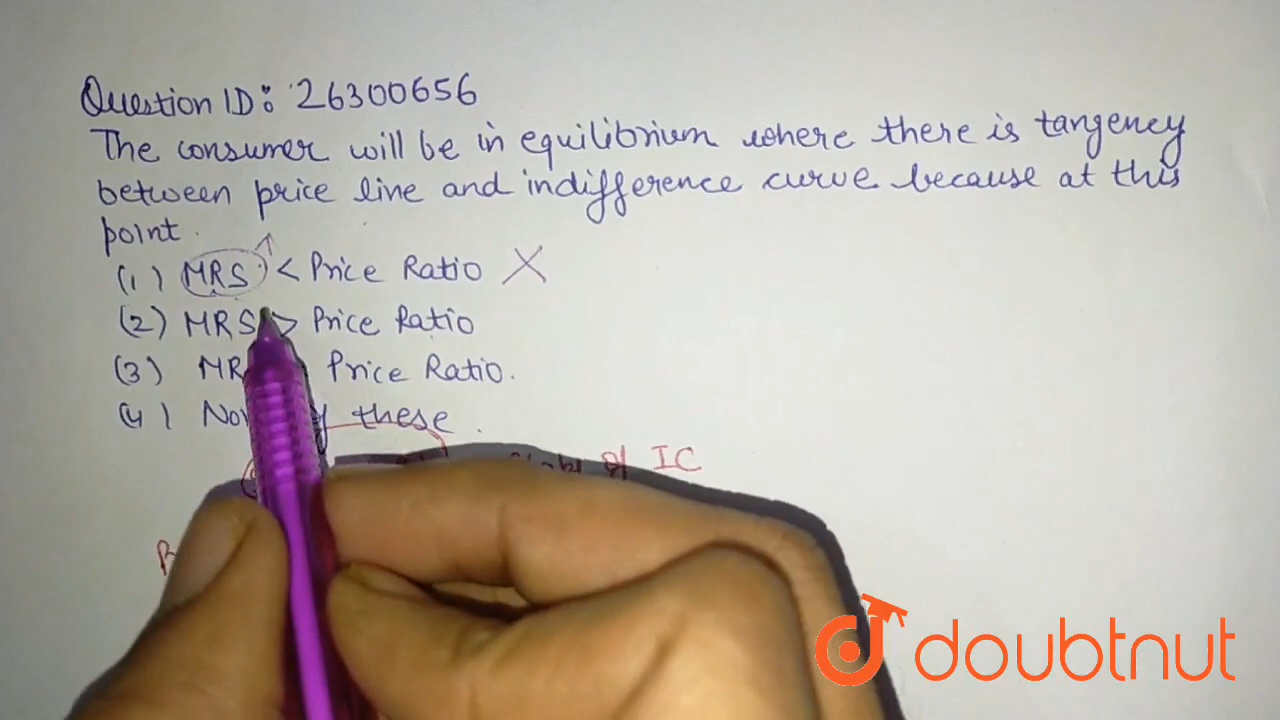 Question ID: 26300656
The consumer will be in equilibrium where there is tangency
between price line and indifference curve because at this
point.
(1) MRS < Price Ratio X
(2) MRS > Price Ratio
(3) Price Ratio.
(4) these.
of IC
doubtnut